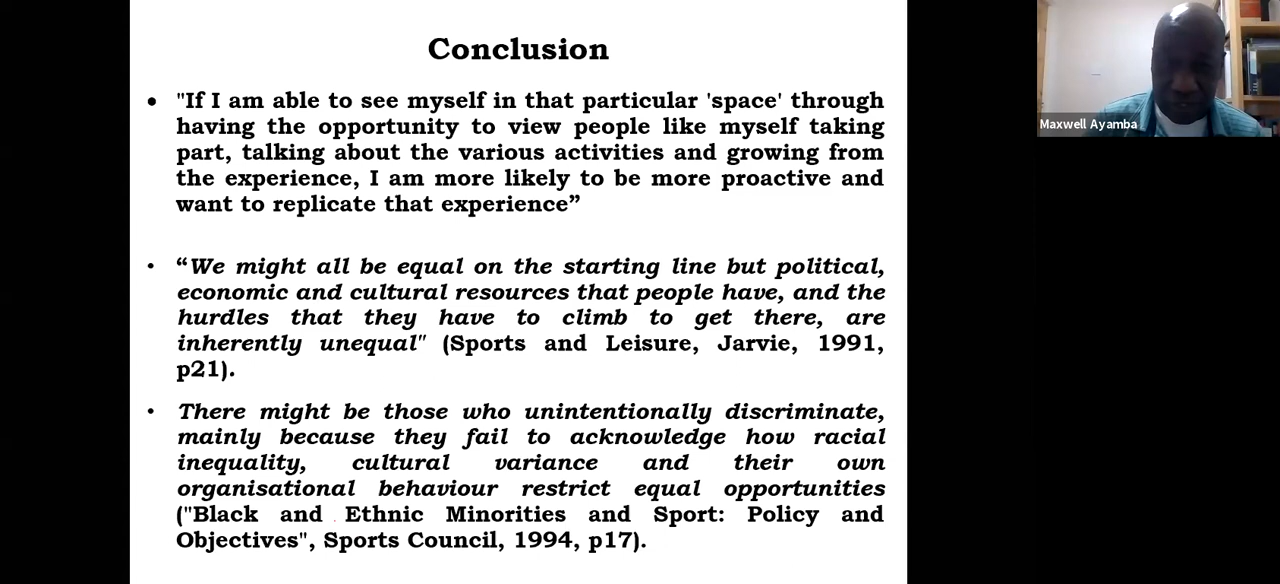 Conclusion
• "If I am able to see myself in that particular 'space' through
having the opportunity to view people like myself taking
part, talking about the various activities and growing from
the experience, I am more likely to be more proactive and
want to replicate that experience”
• “We might all be equal on the starting line but political,
economic and cultural resources that people have, and the
hurdles that they have to climb to get there, are
inherently unequal" (Sports and Leisure, Jarvie, 1991,
p21).
• There might be those who unintentionally discriminate,
mainly because they fail to acknowledge how racial
inequality, cultural variance and their own
organisational behaviour restrict equal opportunities
("Black and Ethnic Minorities and Sport: Policy and
Objectives", Sports Council, 1994, p17).
Maxwell Ayamba